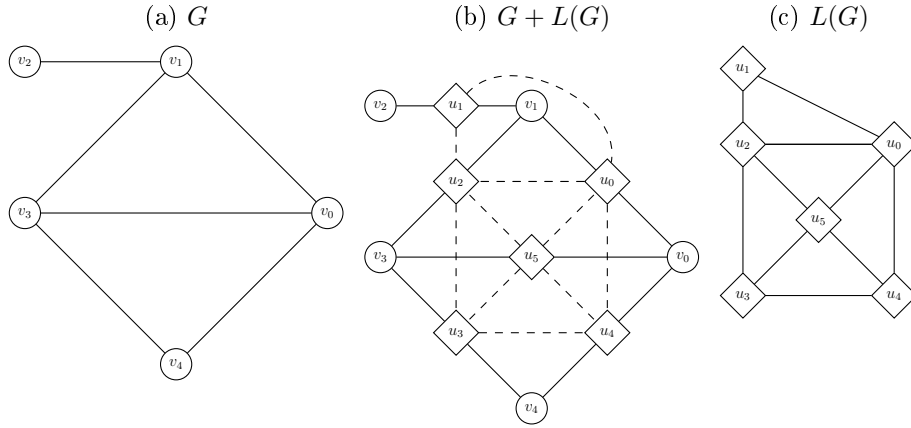 (a) G
(b) G + L(G)
(c) L(G)
v₂
v₁
v₃
v₀
v₄
v₂
u₁
v₁
u₂
u₀
v₃
u₅
v₀
u₃
u₄
v₄
u₁
u₂
u₀
u₅
u₃
u₄